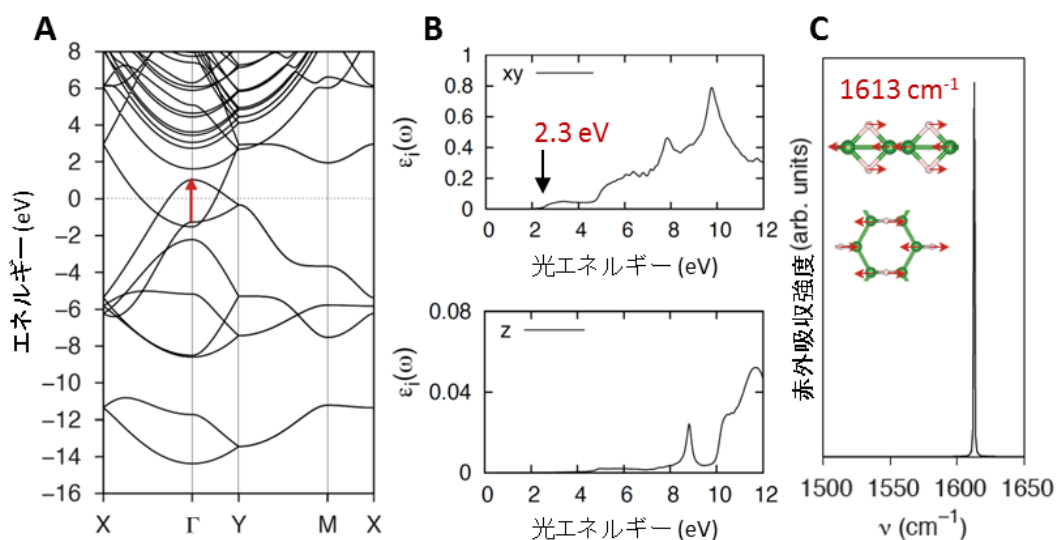 A
エネルギー (eV)
8
6
4
2
0
−2
−4
−6
−8
−10
−12
−14
−16
X
Γ
Y
M
X
B
εi(ω)
1
0.8
0.6
0.4
0.2
0
xy
2.3 eV
0 2 4 6 8 10 12
光エネルギー (eV)
εi(ω)
0.08
0.04
0
z
0 2 4 6 8 10 12
光エネルギー (eV)
C
赤外吸収強度 (arb. units)
1613 cm-1
1500 1550 1600 1650
ν (cm−1)